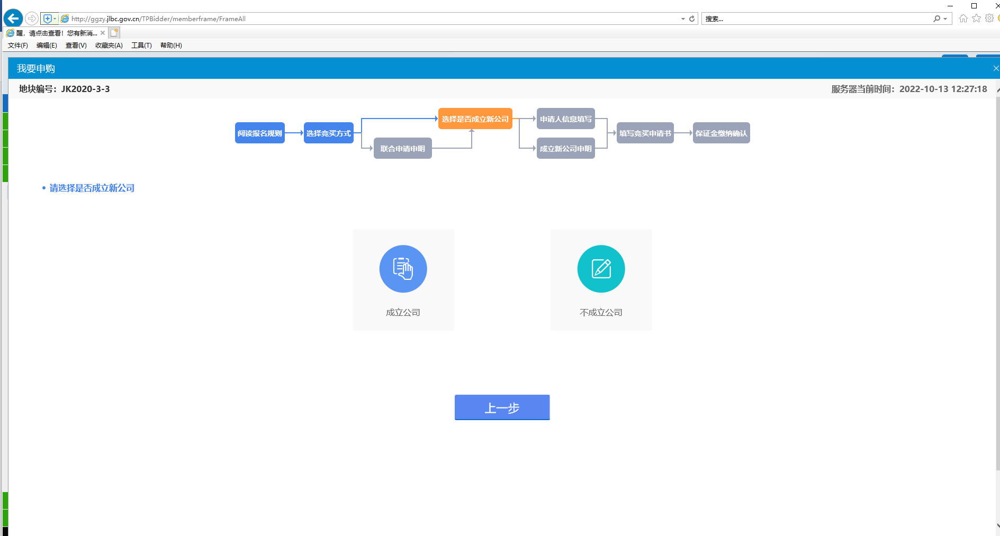 http://ggzy.jlbc.gov.cn/TPBidder/memberframe/FrameAll
搜索...
醒，请点击查看！您有新消...
文件(F) 编辑(E) 查看(V) 收藏夹(A) 工具(T) 帮助(H)
我要申购
地块编号：JK2020-3-3
服务器当前时间：2022-10-13 12:27:18
阅读报名规则
选择竞买方式
联合申请申明
选择是否成立新公司
申请人信息填写
成立新公司申明
填写竞买申请书
保证金缴纳确认
请选择是否成立新公司
成立公司
不成立公司
上一步